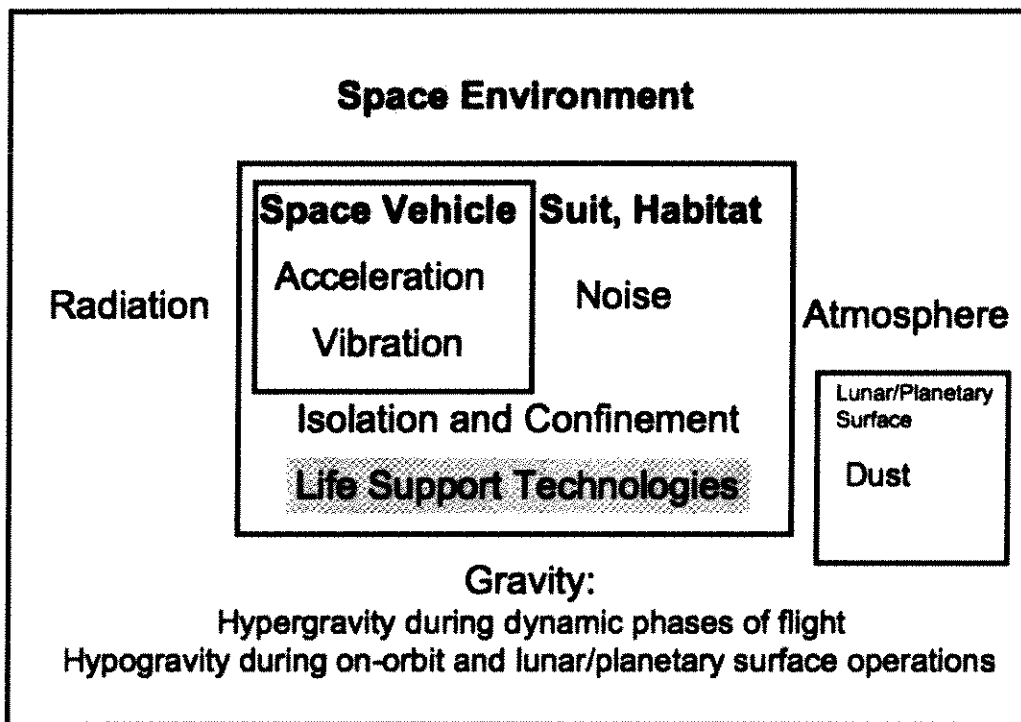 Space Environment
Space Vehicle
Suit, Habitat
Acceleration
Noise
Vibration
Radiation
Atmosphere
Isolation and Confinement
Life Support Technologies
Lunar/Planetary
Surface
Dust
Gravity:
Hypergravity during dynamic phases of flight
Hypogravity during on-orbit and lunar/planetary surface operations